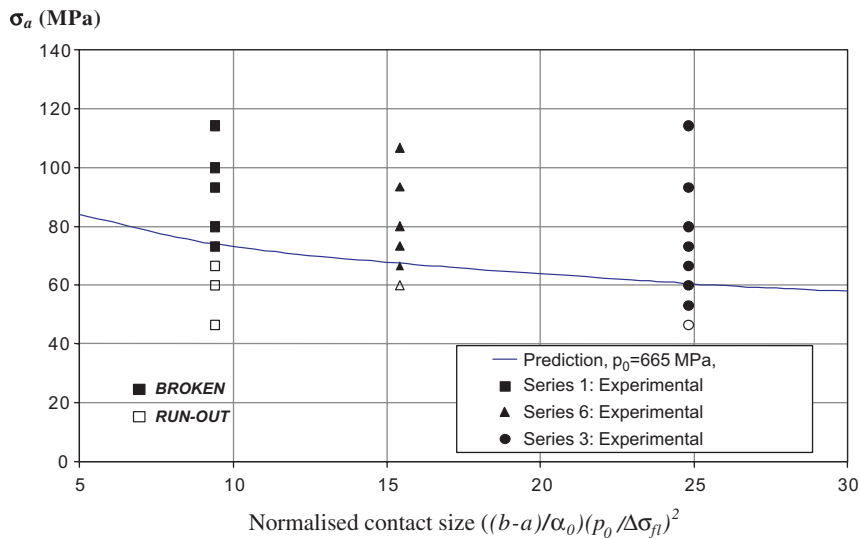 σₐ (MPa)
140
120
100
80
60
40
20
0
5
10
15
20
25
30
BROKEN
RUN-OUT
Prediction, p₀=665 MPa,
Series 1: Experimental
Series 6: Experimental
Series 3: Experimental
Normalised contact size ((b-a)/α₀)(p₀/Δσ_fl)²